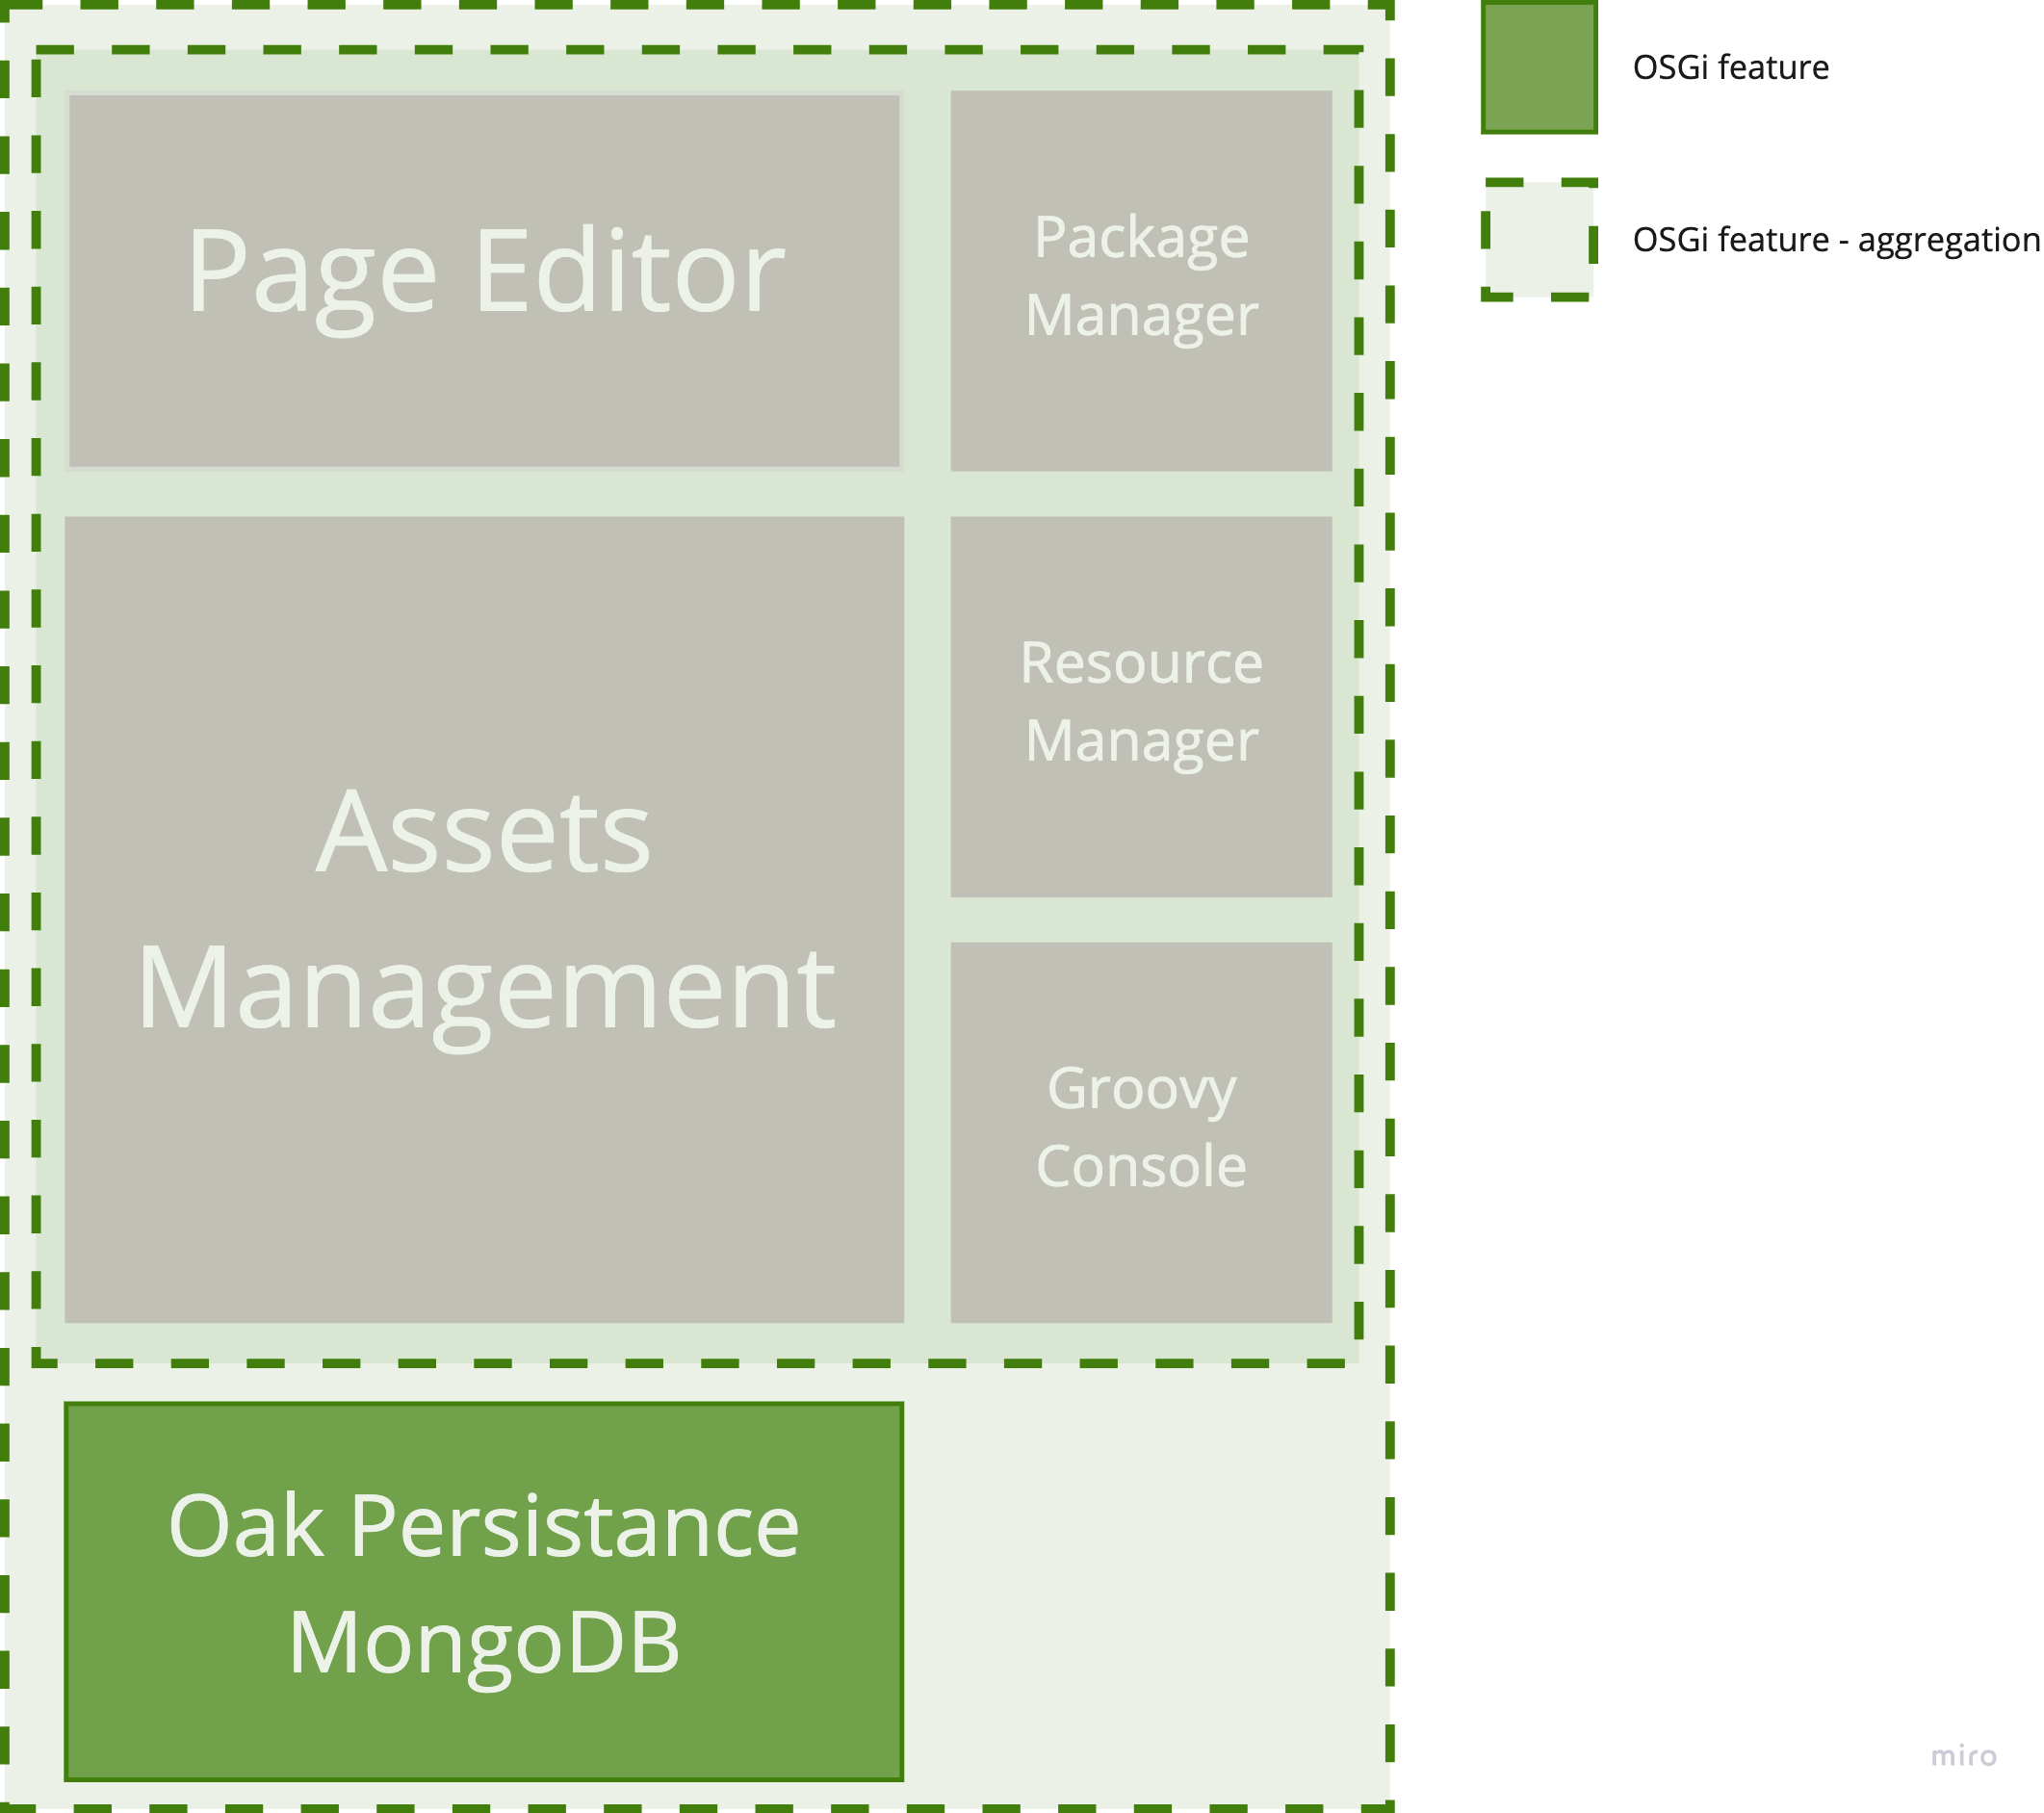 Page Editor
Package
Manager
Assets
Management
Resource
Manager
Groovy
Console
Oak Persistance
MongoDB
OSGi feature
OSGi feature - aggregation
miro